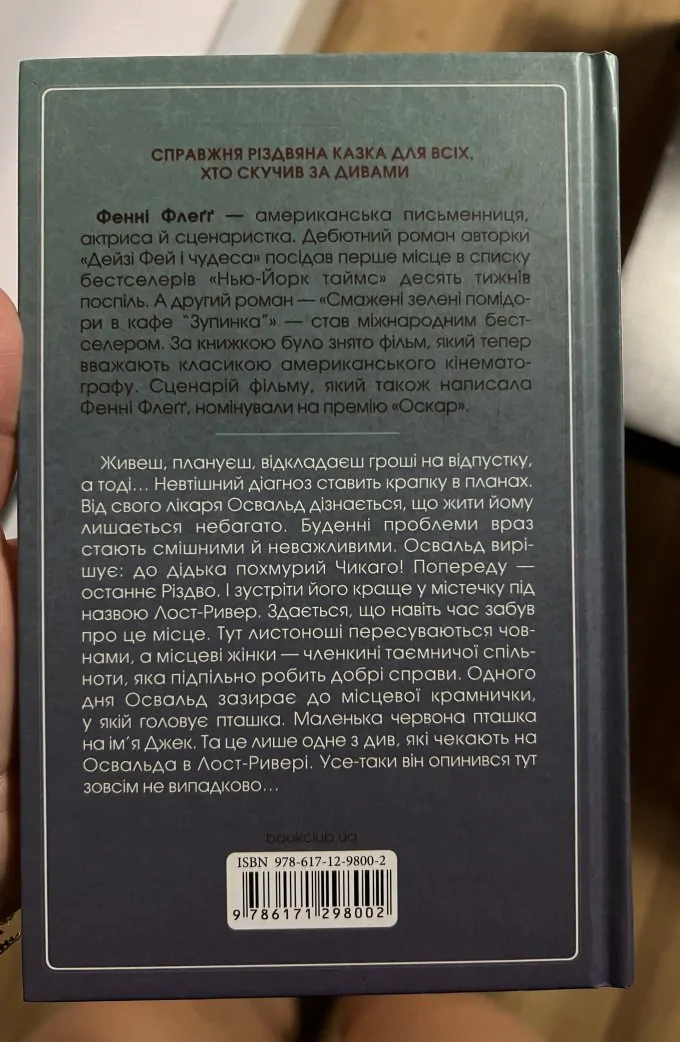 СПРАВЖНЯ РІЗДВЯНА КАЗКА ДЛЯ ВСІХ,
ХТО СКУЧИВ ЗА ДИВАМИ
Фенні Флеґґ — американська письменниця,
актриса й сценаристка. Дебютний роман авторки
«Дейзі Фей і чудеса» посідав перше місце в списку
бестселерів «Нью-Йорк таймс» десять тижнів
поспіль. А другий роман — «Смажені зелені помідо-
ри в кафе “Зупинка”» — став міжнародним бест-
селером. За книжкою було знято фільм, який тепер
вважають класикою американського кінемато-
графу. Сценарій фільму, який також написала
Фенні Флеґґ, номінували на премію «Оскар».
Живеш, плануєш, відкладаєш гроші на відпустку,
а тоді… Невтішний діагноз ставить крапку в планах.
Від свого лікаря Освальд дізнається, що жити йому
лишається небагато. Буденні проблеми враз
стають смішними й неважливими. Освальд вирі-
шує: до дідька похмурий Чикаго! Попереду —
останнє Різдво. І зустріти його краще у містечку під
назвою Лост-Ривер. Здається, що навіть час забув
про це місце. Тут листоноші пересуваються чов-
нами, а місцеві жінки — членкині таємничої спіль-
ноти, яка підпільно робить добрі справи. Одного
дня Освальд зазирає до місцевої крамнички,
у якій головує пташка. Маленька червона пташка
на ім’я Джек. Та це лише одне з див, які чекають на
Освальда в Лост-Ривері. Усе-таки він опинився тут
зовсім не випадково…
bookclub.ua
ISBN 978-617-12-9800-2
9 786171 298002